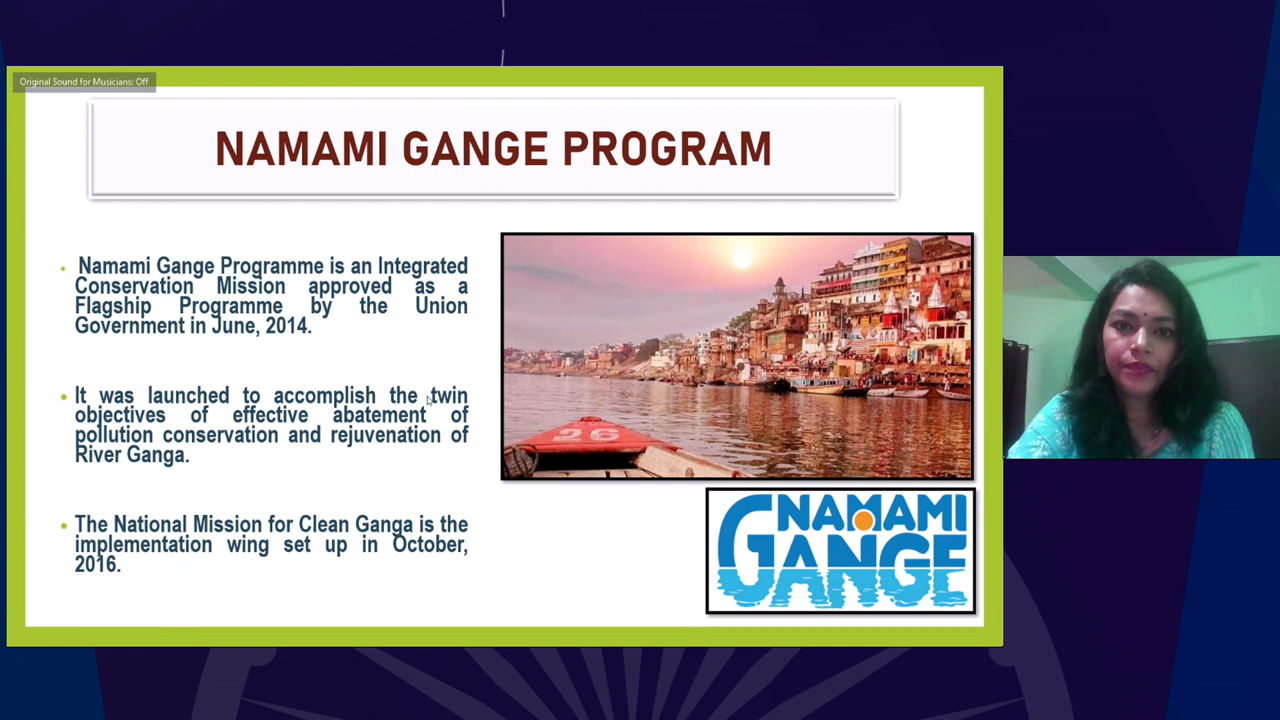 Original Sound for Musicians: Off
NAMAMI GANGE PROGRAM
Namami Gange Programme is an Integrated
Conservation Mission approved as a
Flagship Programme by the Union
Government in June, 2014.
It was launched to accomplish the twin
objectives of effective abatement of
pollution conservation and rejuvenation of
River Ganga.
The National Mission for Clean Ganga is the
implementation wing set up in October,
2016.
26
NAMAMI
GANGE